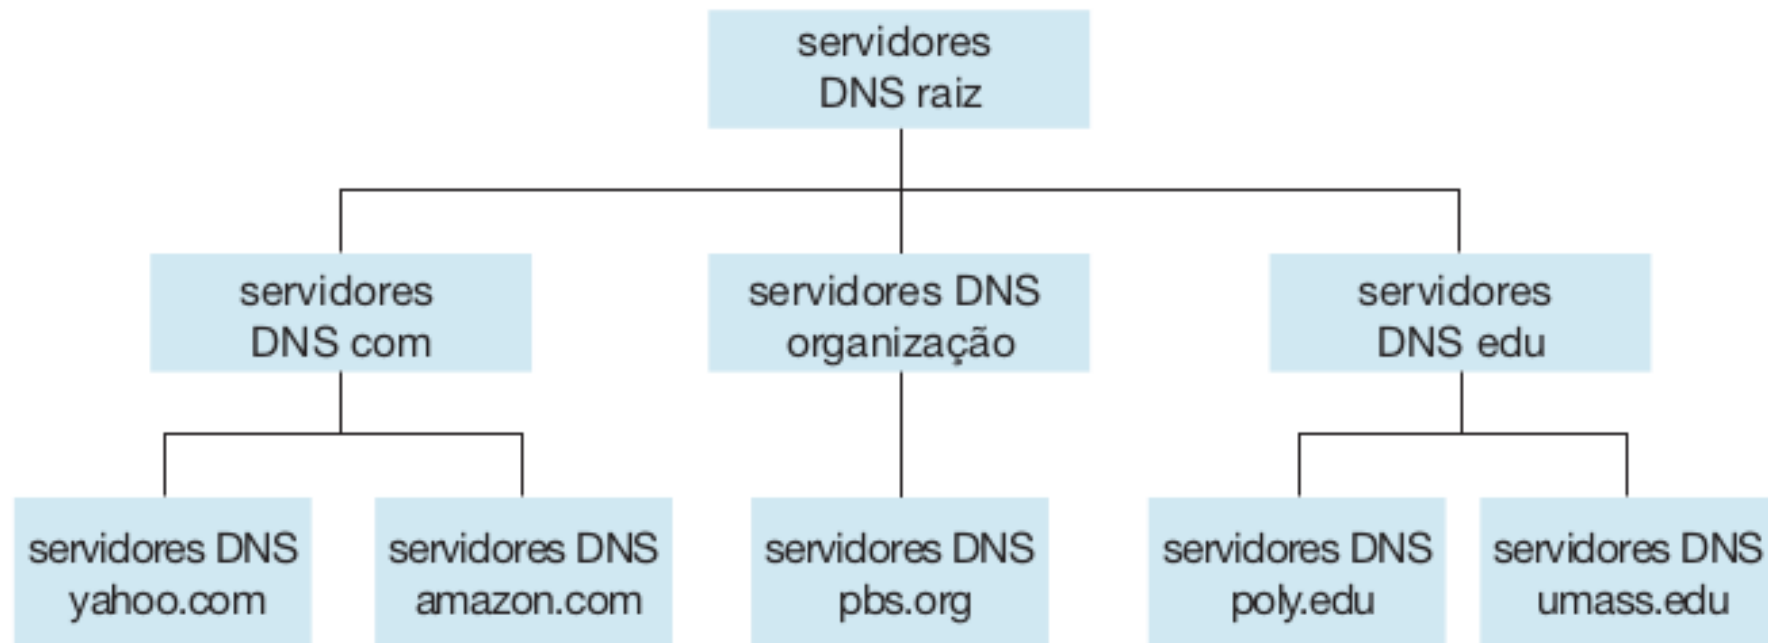 servidores
DNS raiz
servidores
DNS com
servidores DNS
organização
servidores
DNS edu
servidores DNS
yahoo.com
servidores DNS
amazon.com
servidores DNS
pbs.org
servidores DNS
poly.edu
servidores DNS
umass.edu